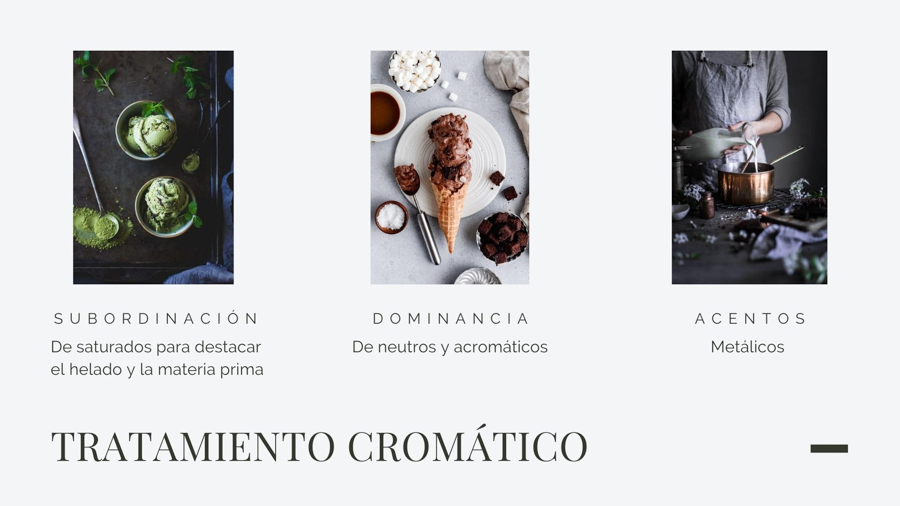 SUBORDINACIÓN
De saturados para destacar
el helado y la materia prima
DOMINANCIA
De neutros y acromáticos
ACENTOS
Metálicos
TRATAMIENTO CROMÁTICO